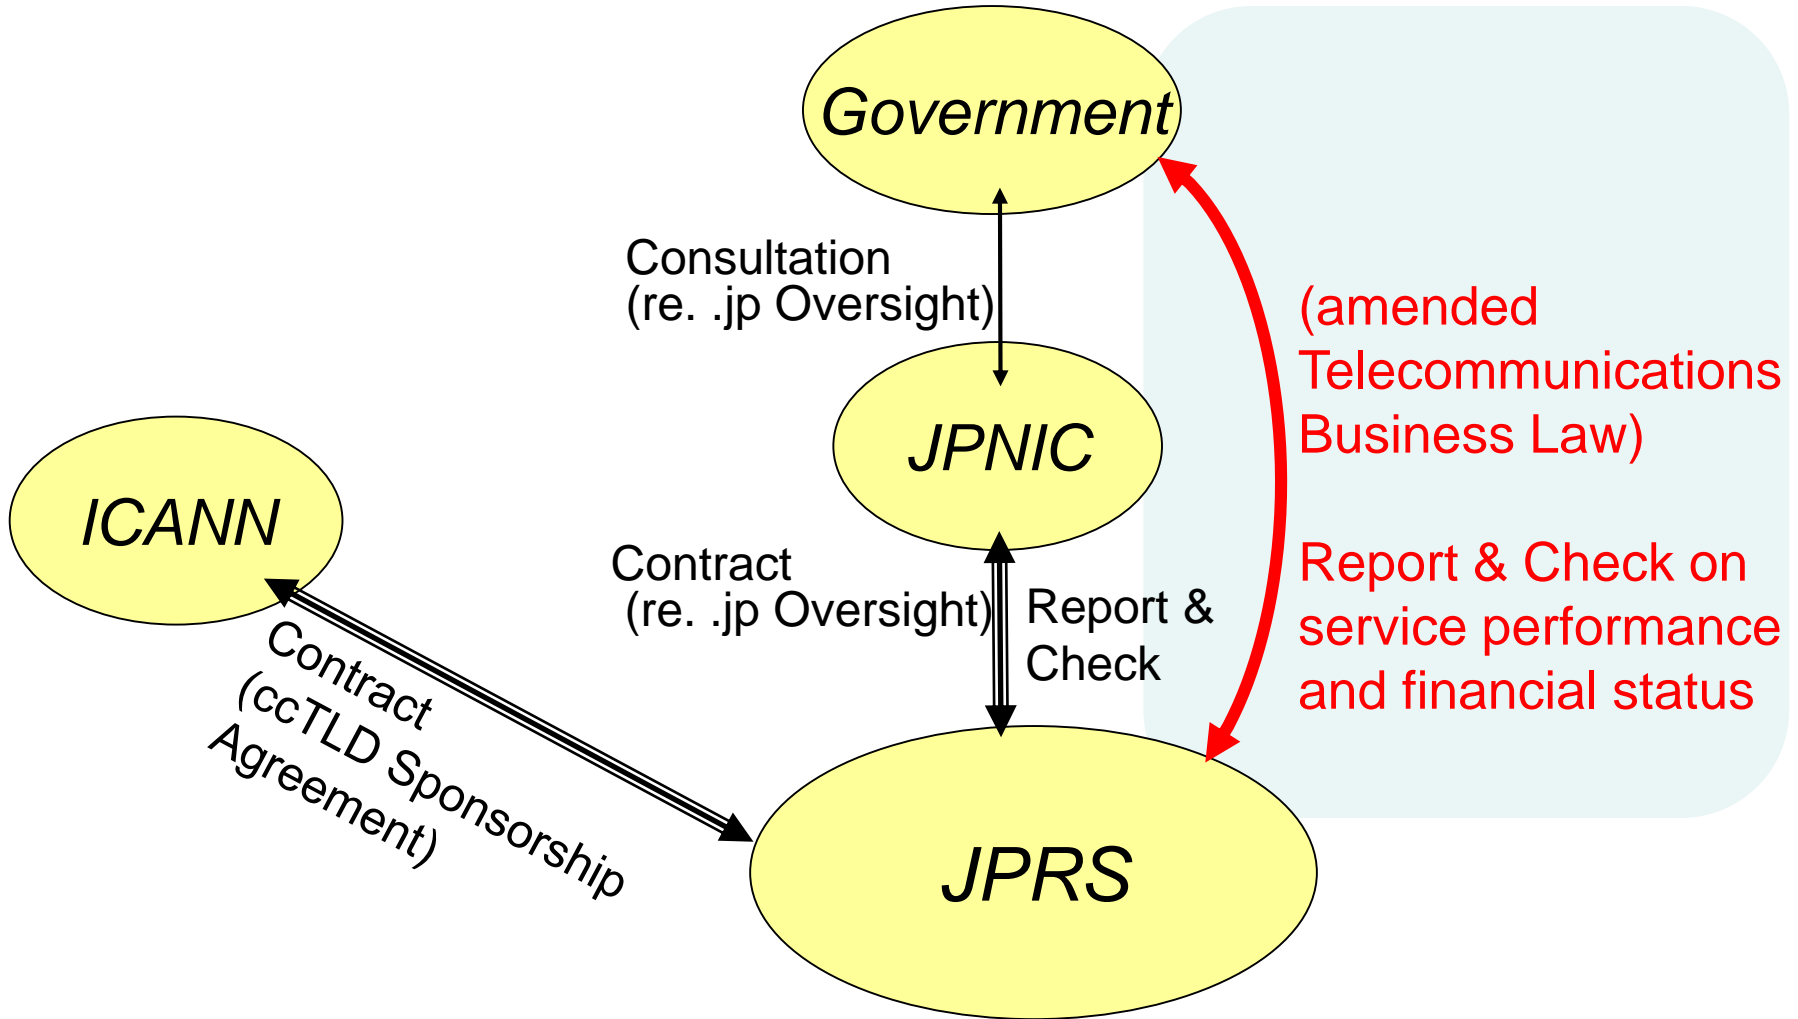 Government
Consultation
(re. .jp Oversight)
(amended
Telecommunications
Business Law)
JPNIC
ICANN
Contract
(re. .jp Oversight)
Report &
Check
Report & Check on
service performance
and financial status
Contract
(ccTLD Sponsorship
Agreement)
JPRS